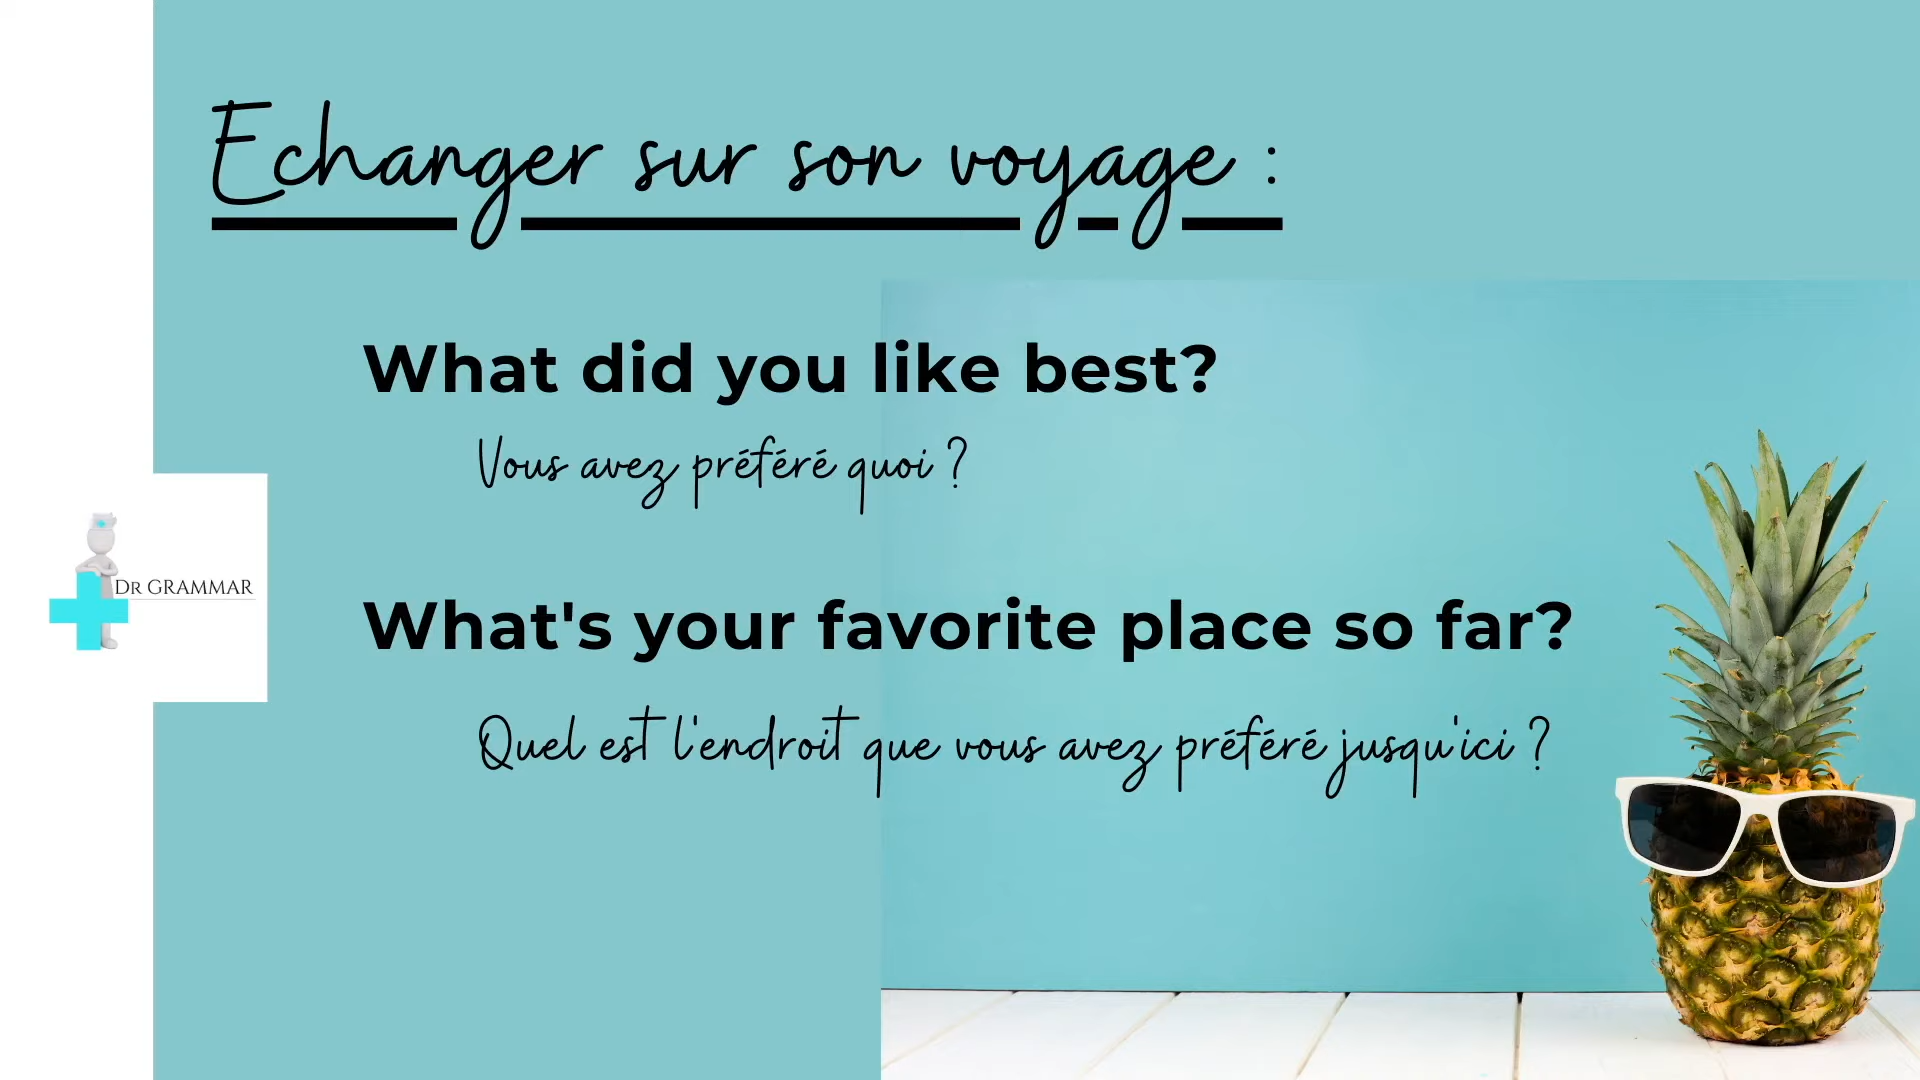 Echanger sur son voyage :
What did you like best?
Vous avez préféré quoi ?
DR GRAMMAR
What's your favorite place so far?
Quel est l'endroit que vous avez préféré jusqu'ici ?